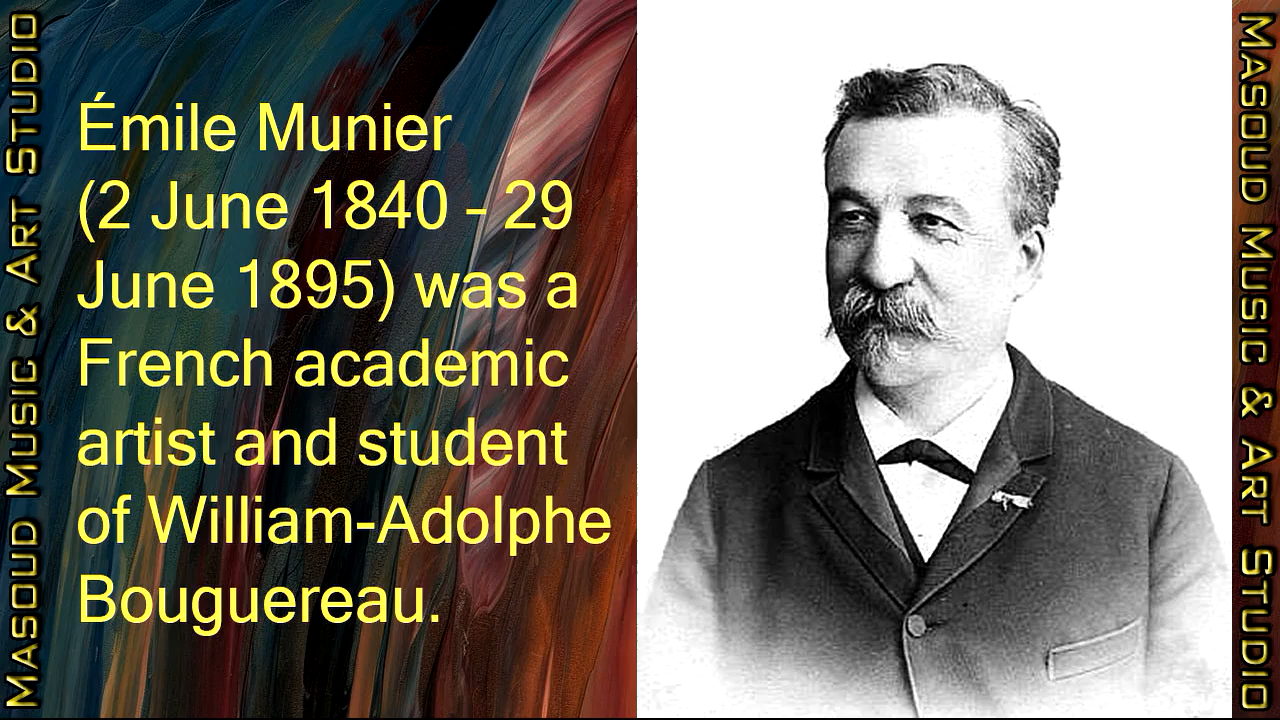 MASOUD MUSIC & ART STUDIO
Émile Munier
(2 June 1840 – 29
June 1895) was a
French academic
artist and student
of William-Adolphe
Bouguereau.
MASOUD MUSIC & ART STUDIO